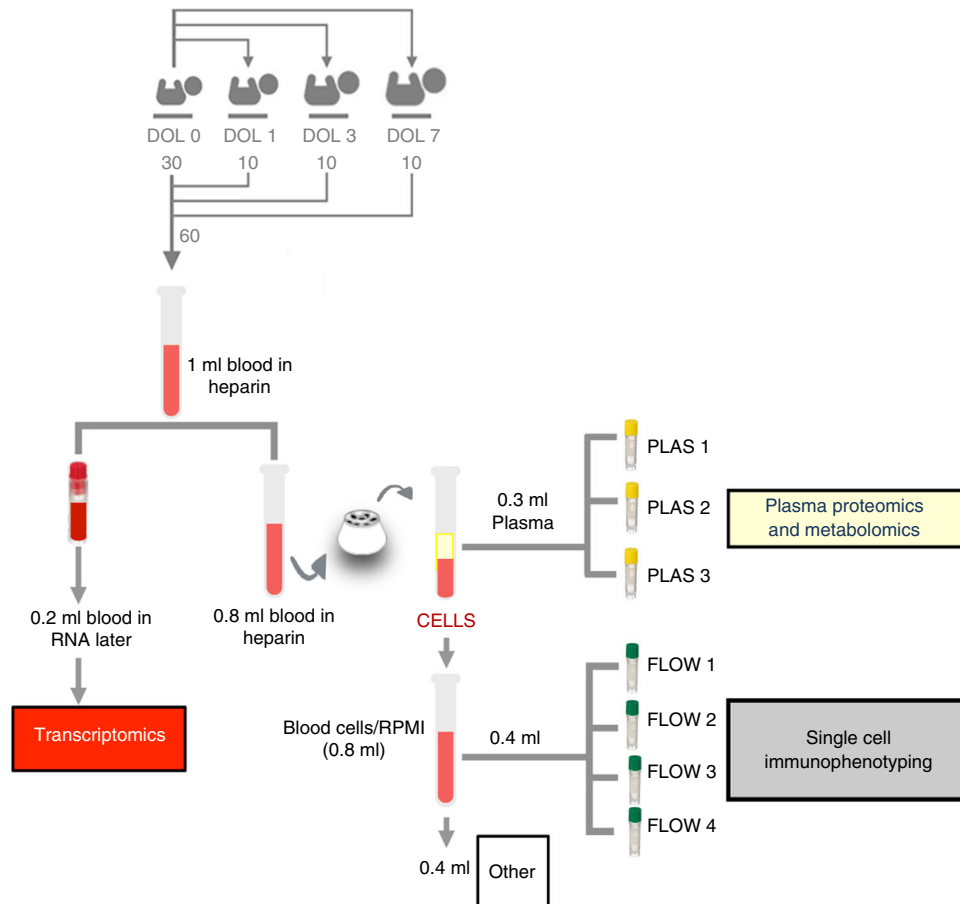 DOL 0 DOL 1 DOL 3 DOL 7
30 10 10 10
60
1 ml blood in
heparin
0.3 ml
Plasma
PLAS 1
PLAS 2
PLAS 3
Plasma proteomics
and metabolomics
0.2 ml blood in
RNA later
0.8 ml blood in
heparin
CELLS
Transcriptomics
Blood cells/RPMI
(0.8 ml)
0.4 ml
FLOW 1
FLOW 2
FLOW 3
FLOW 4
Single cell
immunophenotyping
0.4 ml
Other